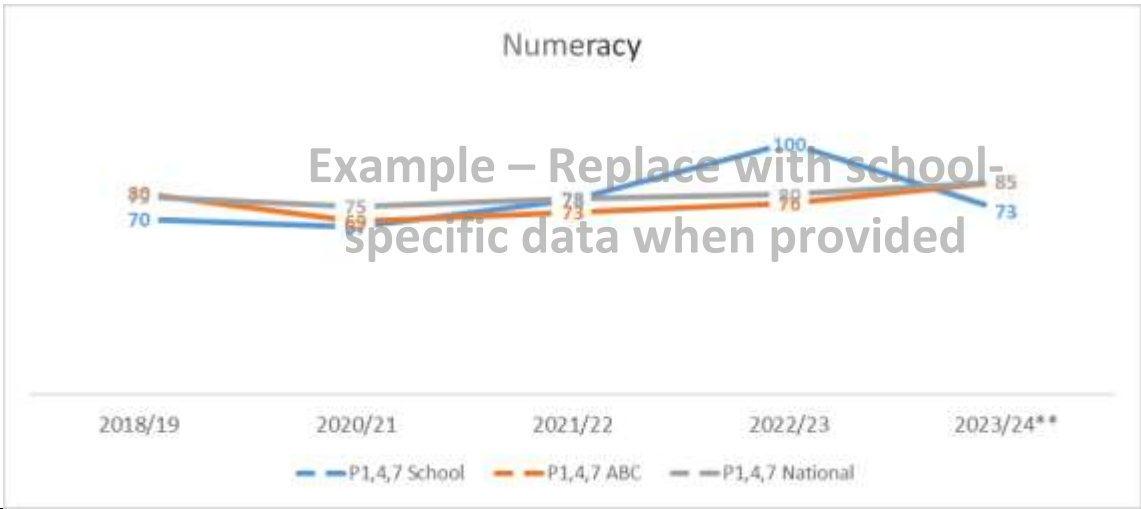 Numeracy
100
Example – Replace with school-
85
80
75
78
80
76
70
69
73
73
specific data when provided
2018/19 2020/21 2021/22 2022/23 2023/24**
P1,4,7 School P1,4,7 ABC P1,4,7 National